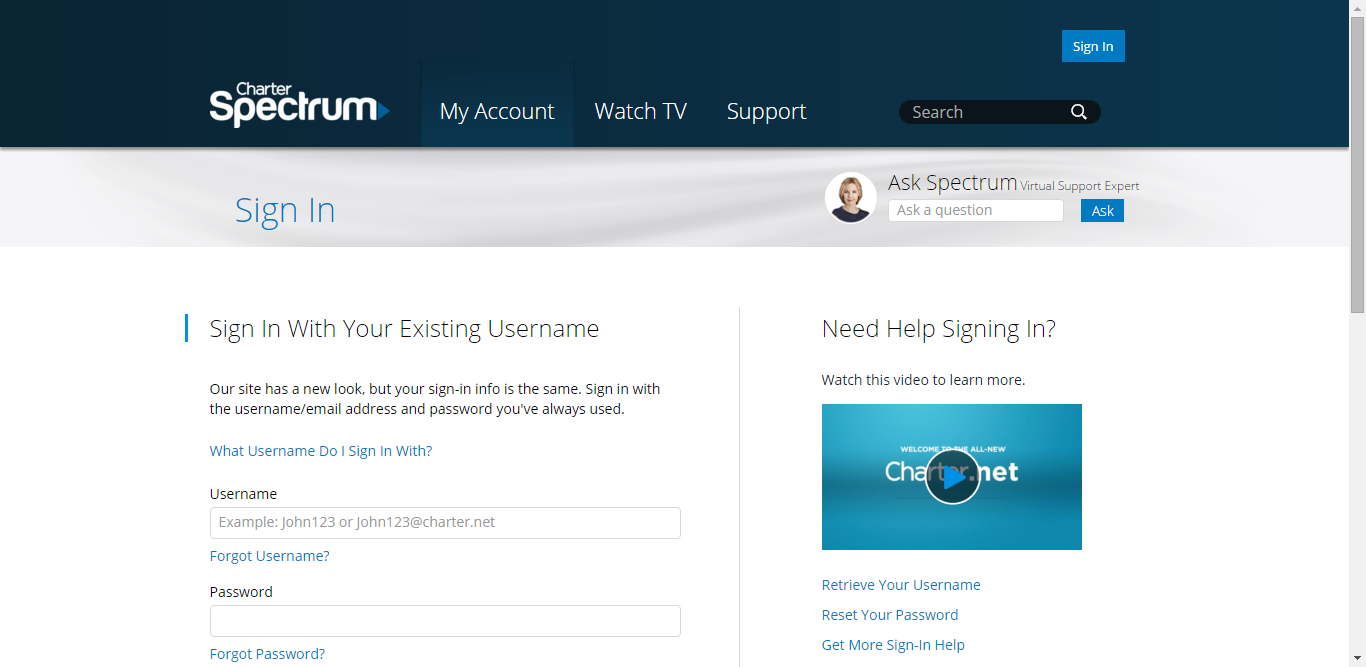 Sign In
Charter
Spectrum
My Account
Watch TV
Support
Search
Sign In
Ask Spectrum Virtual Support Expert
Ask a question
Ask
Sign In With Your Existing Username
Our site has a new look, but your sign-in info is the same. Sign in with
the username/email address and password you've always used.
What Username Do I Sign In With?
Username
Example: John123 or John123@charter.net
Forgot Username?
Password
Forgot Password?
Need Help Signing In?
Watch this video to learn more.
WELCOME TO THE ALL-NEW
Charter.net
Retrieve Your Username
Reset Your Password
Get More Sign-In Help